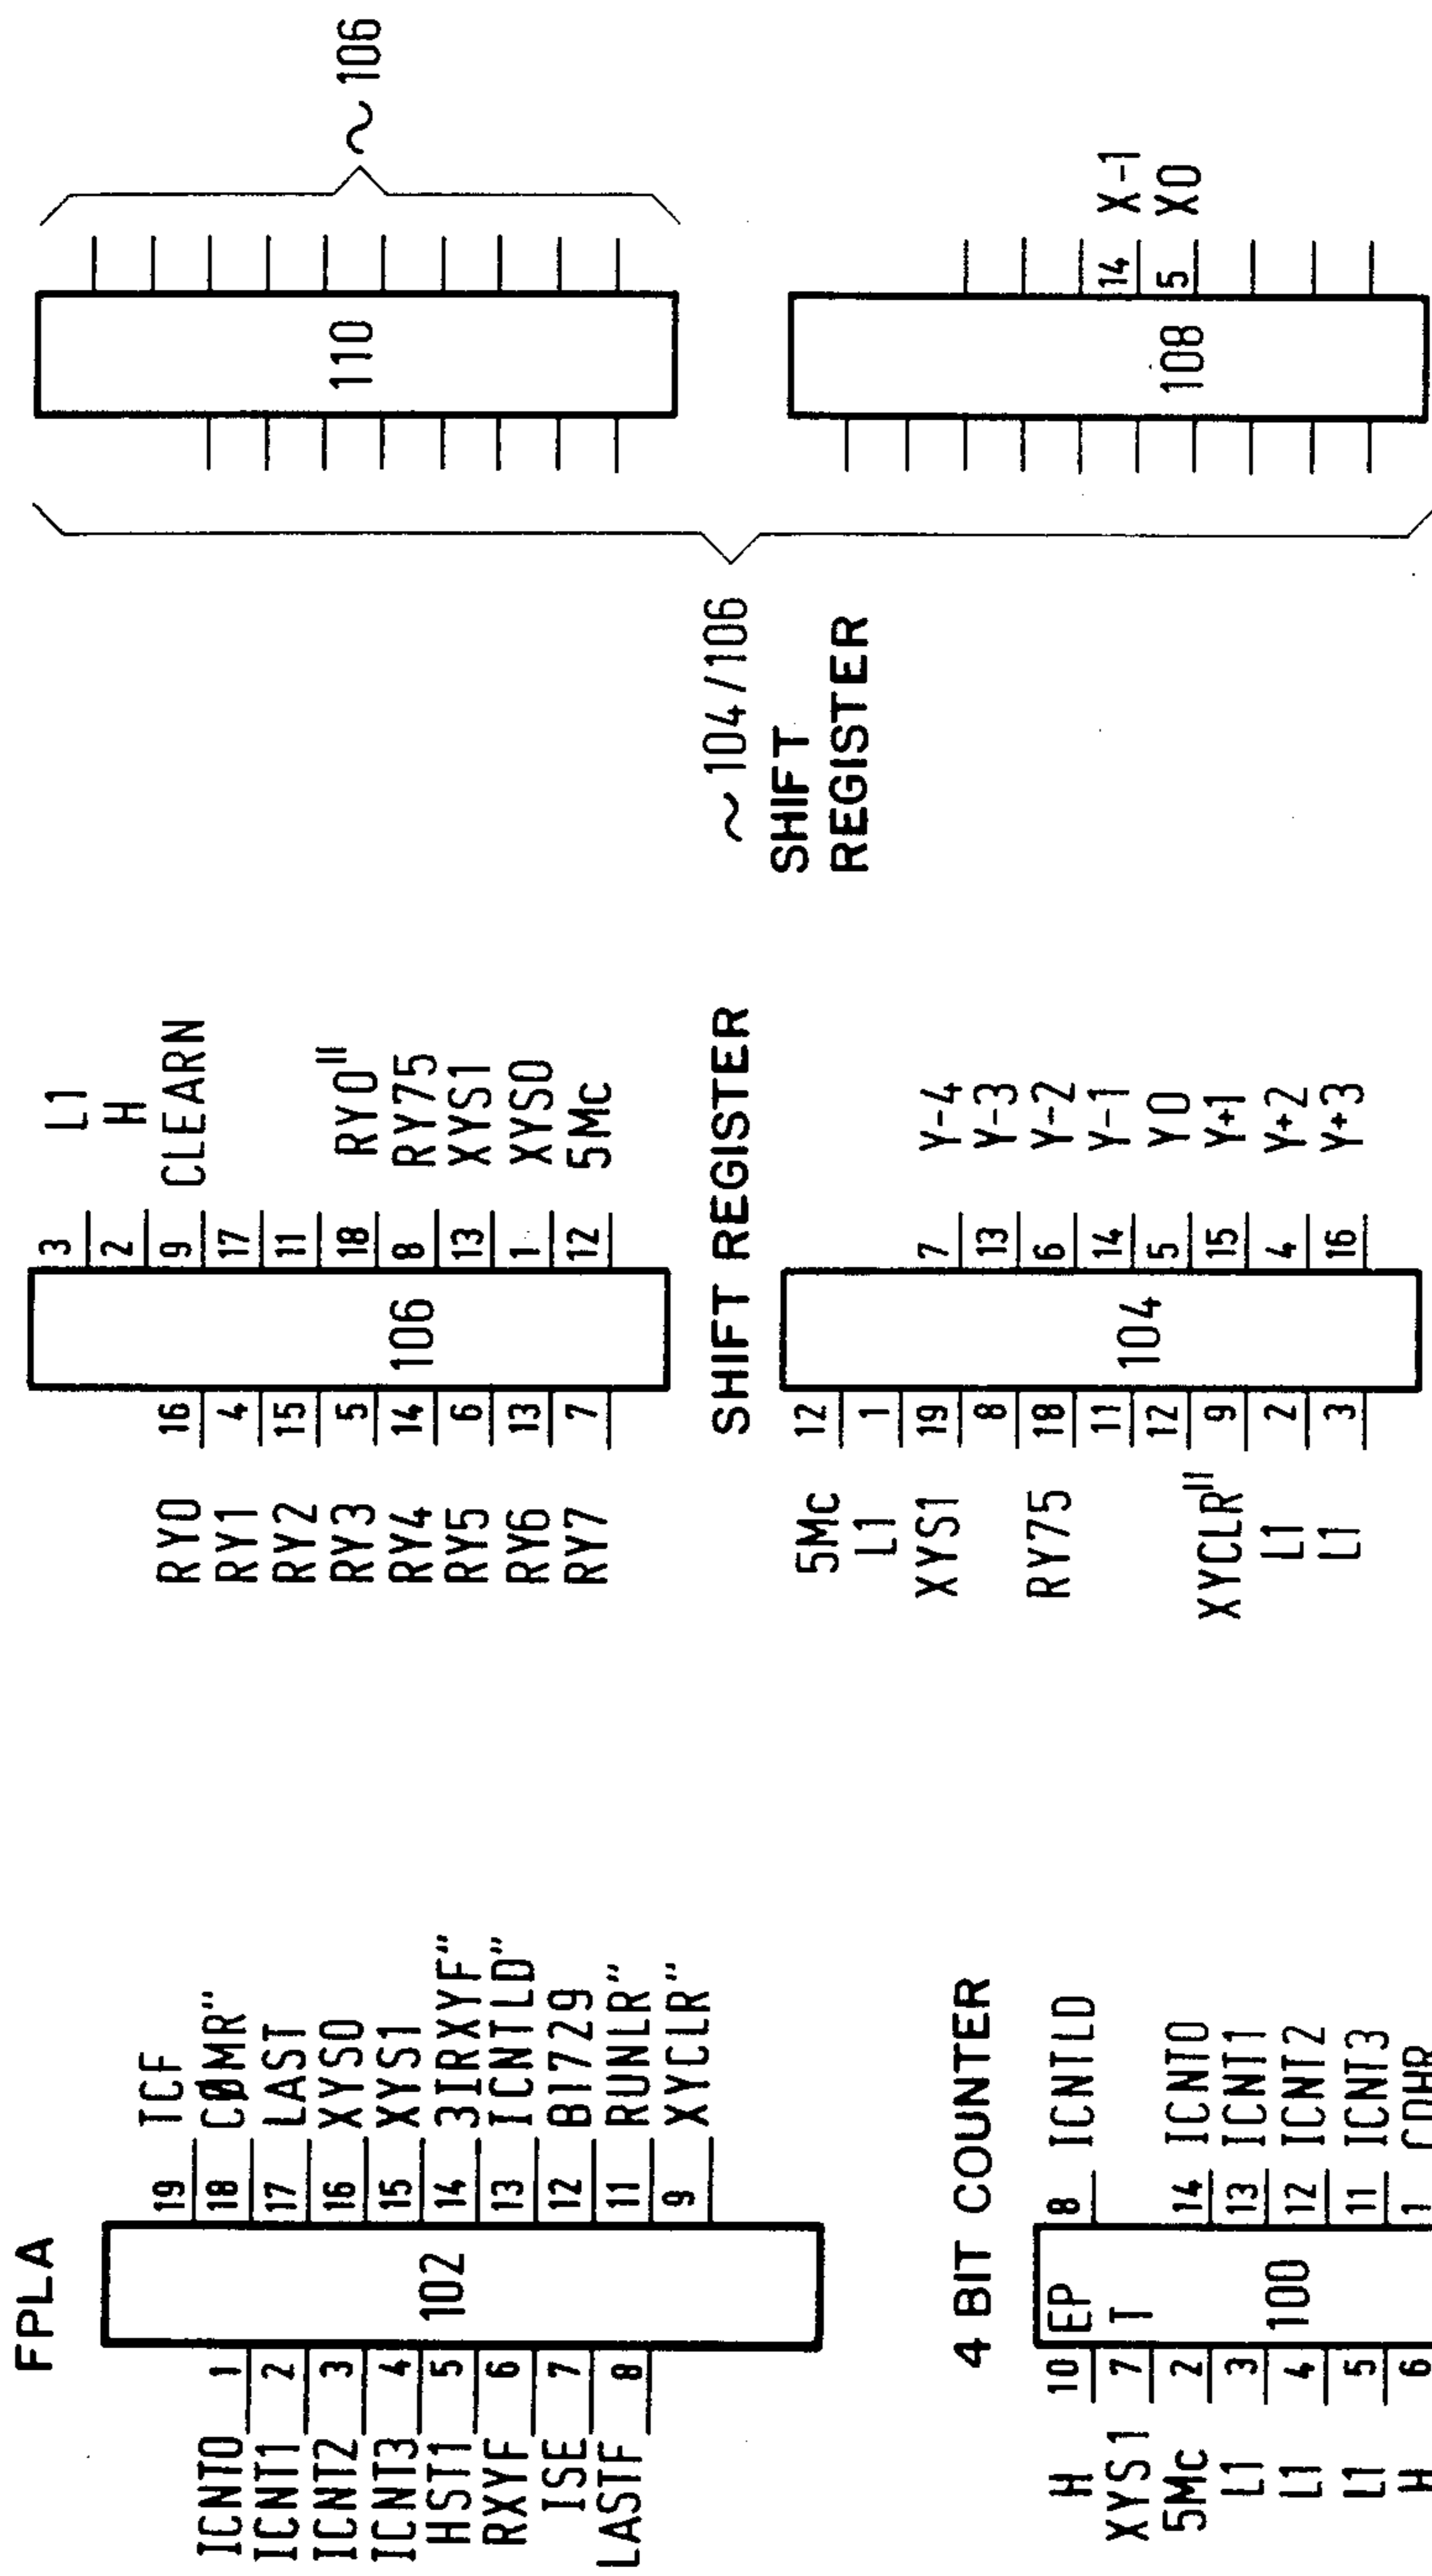 FPLA
ICNT0 1
ICNT1 2
ICNT2 3
ICNT3 4
HST1 5
RXYF 6
ISE 7
LASTF 8
102
19 ICF
18 CØMR"
17 LAST
16 XYS0
15 XYS1
14 3IRXYF"
13 ICNTLD"
12 B1729
11 RUNLR"
9 XYCLR"
4 BIT COUNTER
H 10 EP
XYS1 7 T
5Mc 2
L1 3
L1 4
L1 5
H 6
100
8 ICNTLD
14 ICNT0
13 ICNT1
12 ICNT2
11 ICNT3
1
RY0 16
RY1 4
RY2 15
RY3 5
RY4 14
RY5 6
RY6 13
RY7 7
106
3 L1
2 H
9 CLEARN
17
11
18 RY0"
8 RY75
13 XYS1
1 XYS0
12 5Mc
SHIFT REGISTER
5Mc 12
L1 1
XYS1 19
8
RY75 18
11
12
XYCLR" 9
L1 2
L1 3
104
7 Y-4
13 Y-3
6 Y-2
14 Y-1
5 Y0
15 Y+1
4 Y+2
16 Y+3
~ 104/106
SHIFT
REGISTER
110
~ 106
108
14 X-1
5 X0